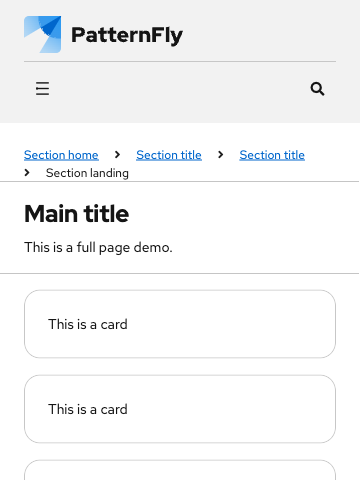 PatternFly
Section home Section title Section title
Section landing
Main title
This is a full page demo.
This is a card
This is a card